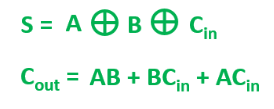 S = A ⊕ B ⊕ Cin
Cout = AB + BCin + ACin